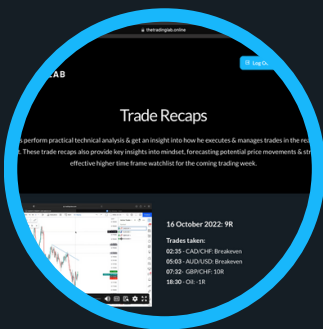 thetradinglab.online
LAB
Log O
Trade Recaps
perform practical technical analysis & get an insight into how he executes & manages trades in the rea
These trade recaps also provide key insights into mindset, forecasting potential price movements & str
effective higher time frame watchlist for the coming trading week.
16 October 2022: 9R
Trades taken:
02:35 - CAD/CHF: Breakeven
05:03 - AUD/USD: Breakeven
07:32- GBP/CHF: 10R
18:30 - Oil: -1R